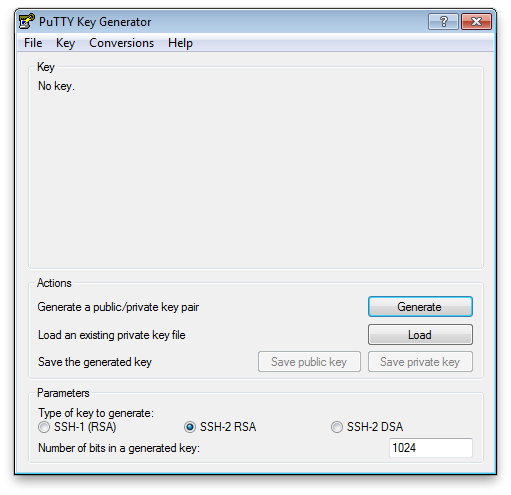 PuTTY Key Generator
File Key Conversions Help
Key
No key.
Actions
Generate a public/private key pair Generate
Load an existing private key file Load
Save the generated key Save public key Save private key
Parameters
Type of key to generate:
SSH-1 (RSA) SSH-2 RSA SSH-2 DSA
Number of bits in a generated key: 1024